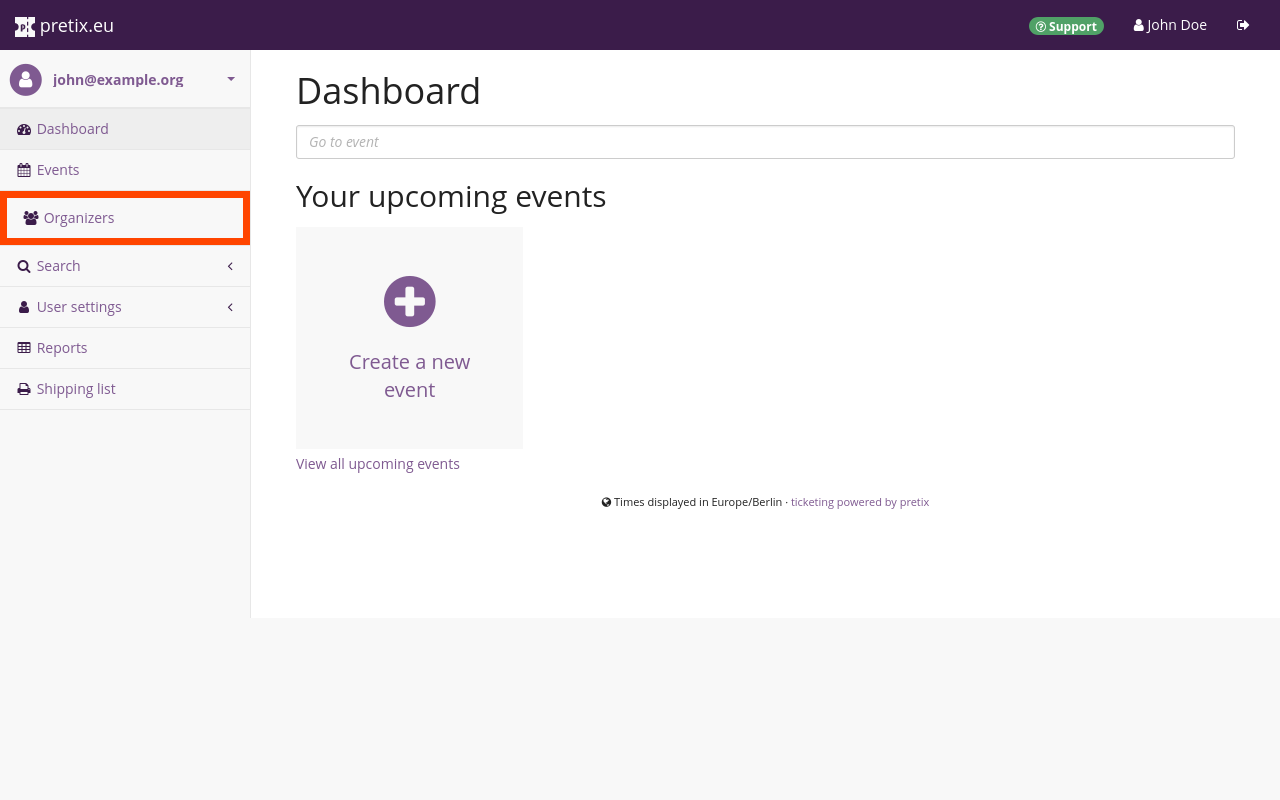 pretix.eu
Support
John Doe
john@example.org
Dashboard
Events
Organizers
Search
User settings
Reports
Shipping list
Dashboard
Go to event
Your upcoming events
Create a new
event
View all upcoming events
Times displayed in Europe/Berlin · ticketing powered by pretix